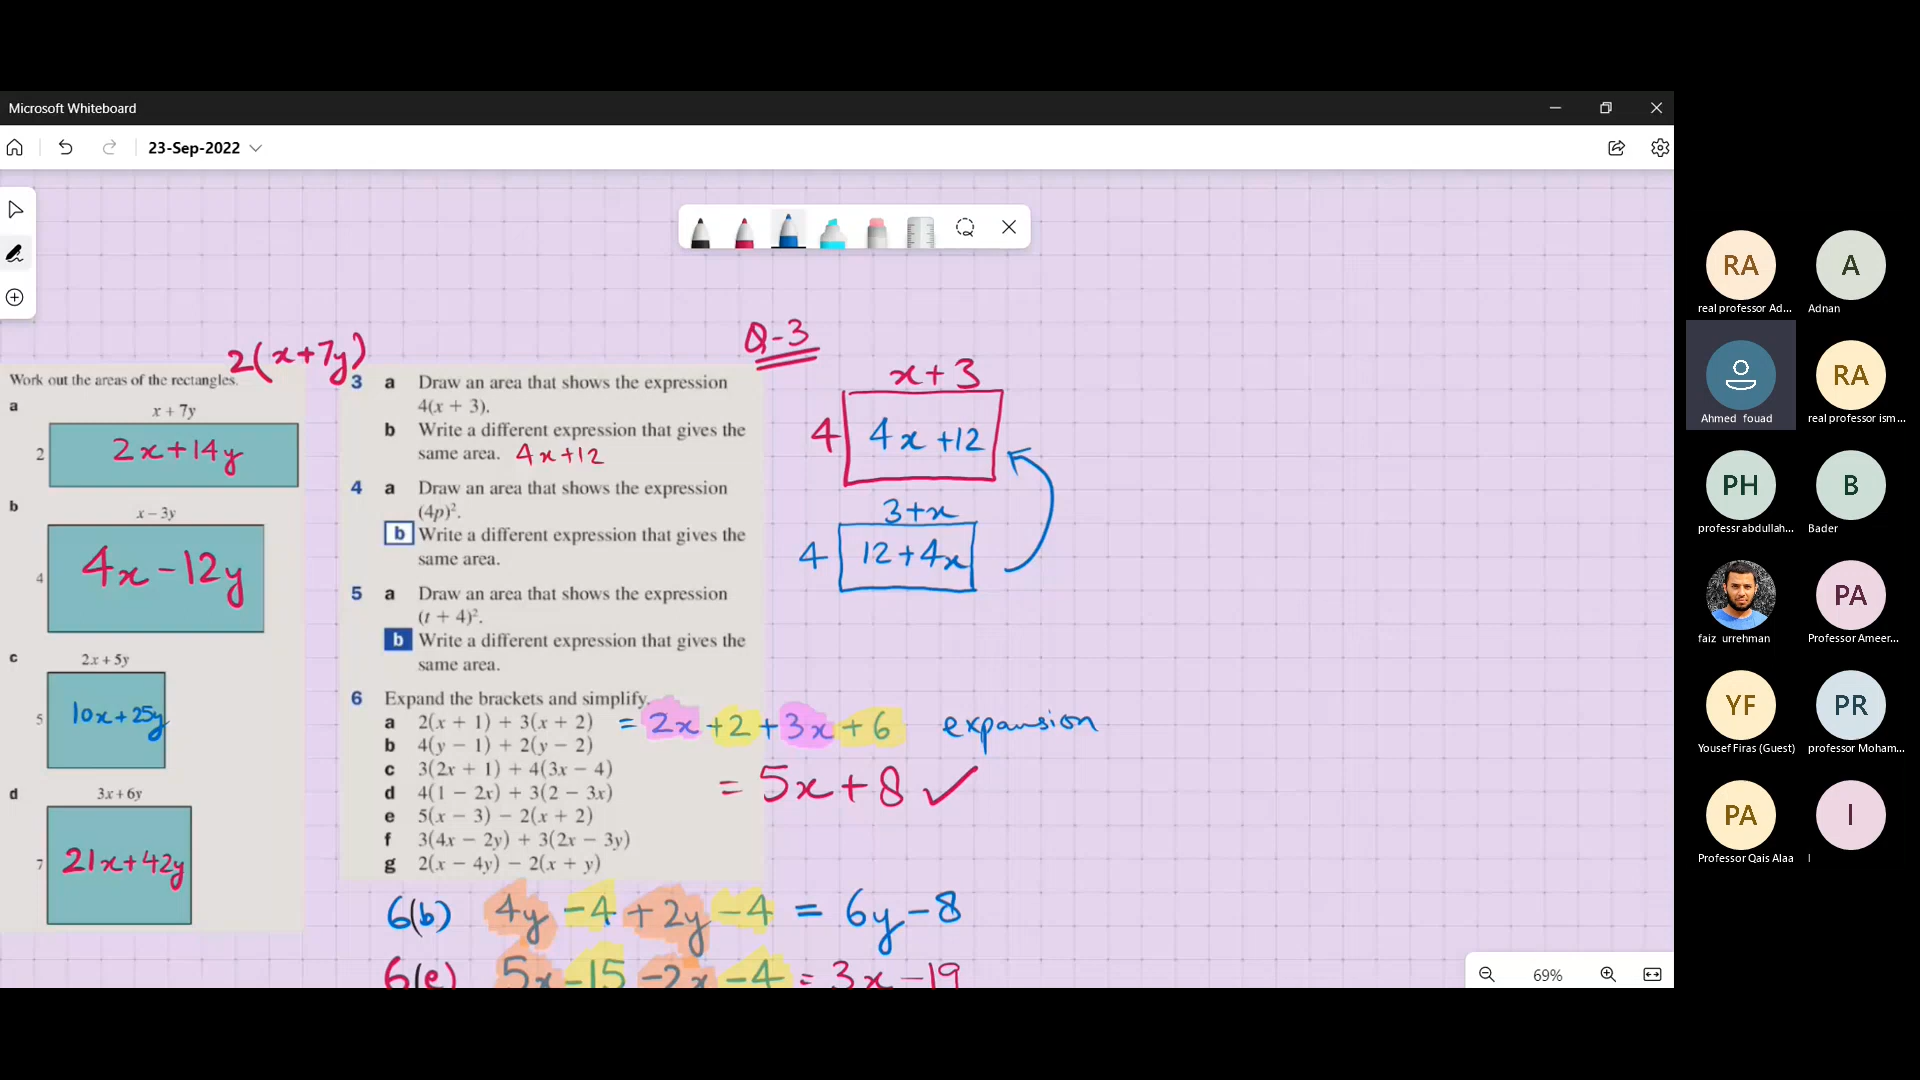 Microsoft Whiteboard
23-Sep-2022
2(x+7y)
Work out the areas of the rectangles.
a
x + 7y
2
2x+14y
b
x − 3y
4
4x-12y
c
2x + 5y
5
10x+25y
d
3x + 6y
7
21x+42y
3 a Draw an area that shows the expression
4(x + 3).
b Write a different expression that gives the
same area. 4x+12
4 a Draw an area that shows the expression
(4p)².
b Write a different expression that gives the
same area.
5 a Draw an area that shows the expression
(t + 4)².
b Write a different expression that gives the
same area.
6 Expand the brackets and simplify.
a 2(x + 1) + 3(x + 2) = 2x+2+3x+6 expansion
b 4(y − 1) + 2(y − 2)
c 3(2x + 1) + 4(3x − 4)
= 5x+8 ✓
d 4(1 − 2x) + 3(2 − 3x)
e 5(x − 3) − 2(x + 2)
f 3(4x − 2y) + 3(2x − 3y)
g 2(x − 4y) − 2(x + y)
6(b) 4y-4+2y-4 = 6y-8
6(e) 5x-15-2x-4 = 3x-19
Q-3
x+3
4
4x+12
3+x
4
12+4x
69%
RA
real professor Ad...
A
Adnan
Ahmed fouad
RA
real professor ism...
PH
professr abdullah...
B
Bader
faiz urrehman
PA
Professor Ameer...
YF
Yousef Firas (Guest)
PR
professor Moham...
PA
Professor Qais Alaa
I